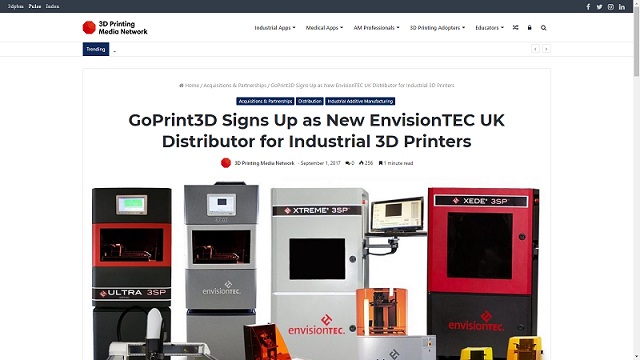 3dpbm Pulse Index
3D Printing
Media Network
Industrial Apps Medical Apps AM Professionals 3D Printing Adopters Educators
Trending
Home / Acquisitions & Partnerships / GoPrint3D Signs Up as New EnvisionTEC UK Distributor for Industrial 3D Printers
Acquisitions & Partnerships Distribution Industrial Additive Manufacturing
GoPrint3D Signs Up as New EnvisionTEC UK
Distributor for Industrial 3D Printers
3D Printing Media Network - September 1, 2017 0 256 1 minute read
XTREME 3SP
XEDE 3SP
ULTRA 3SP
envisionTEC
envisionTEC.
envisionTEC.